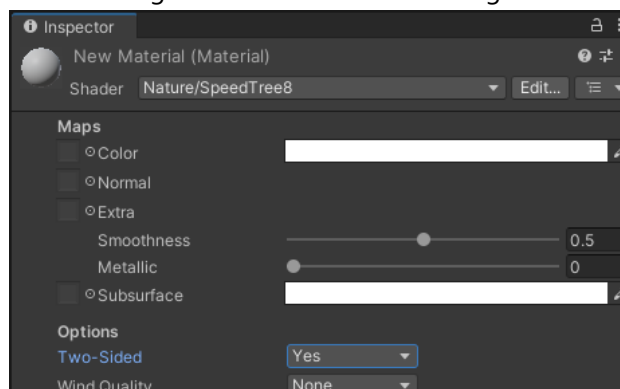 Inspector
New Material (Material)
Shader Nature/SpeedTree8 Edit...
Maps
Color
Normal
Extra
Smoothness 0.5
Metallic 0
Subsurface
Options
Two-Sided Yes
Wind Quality None